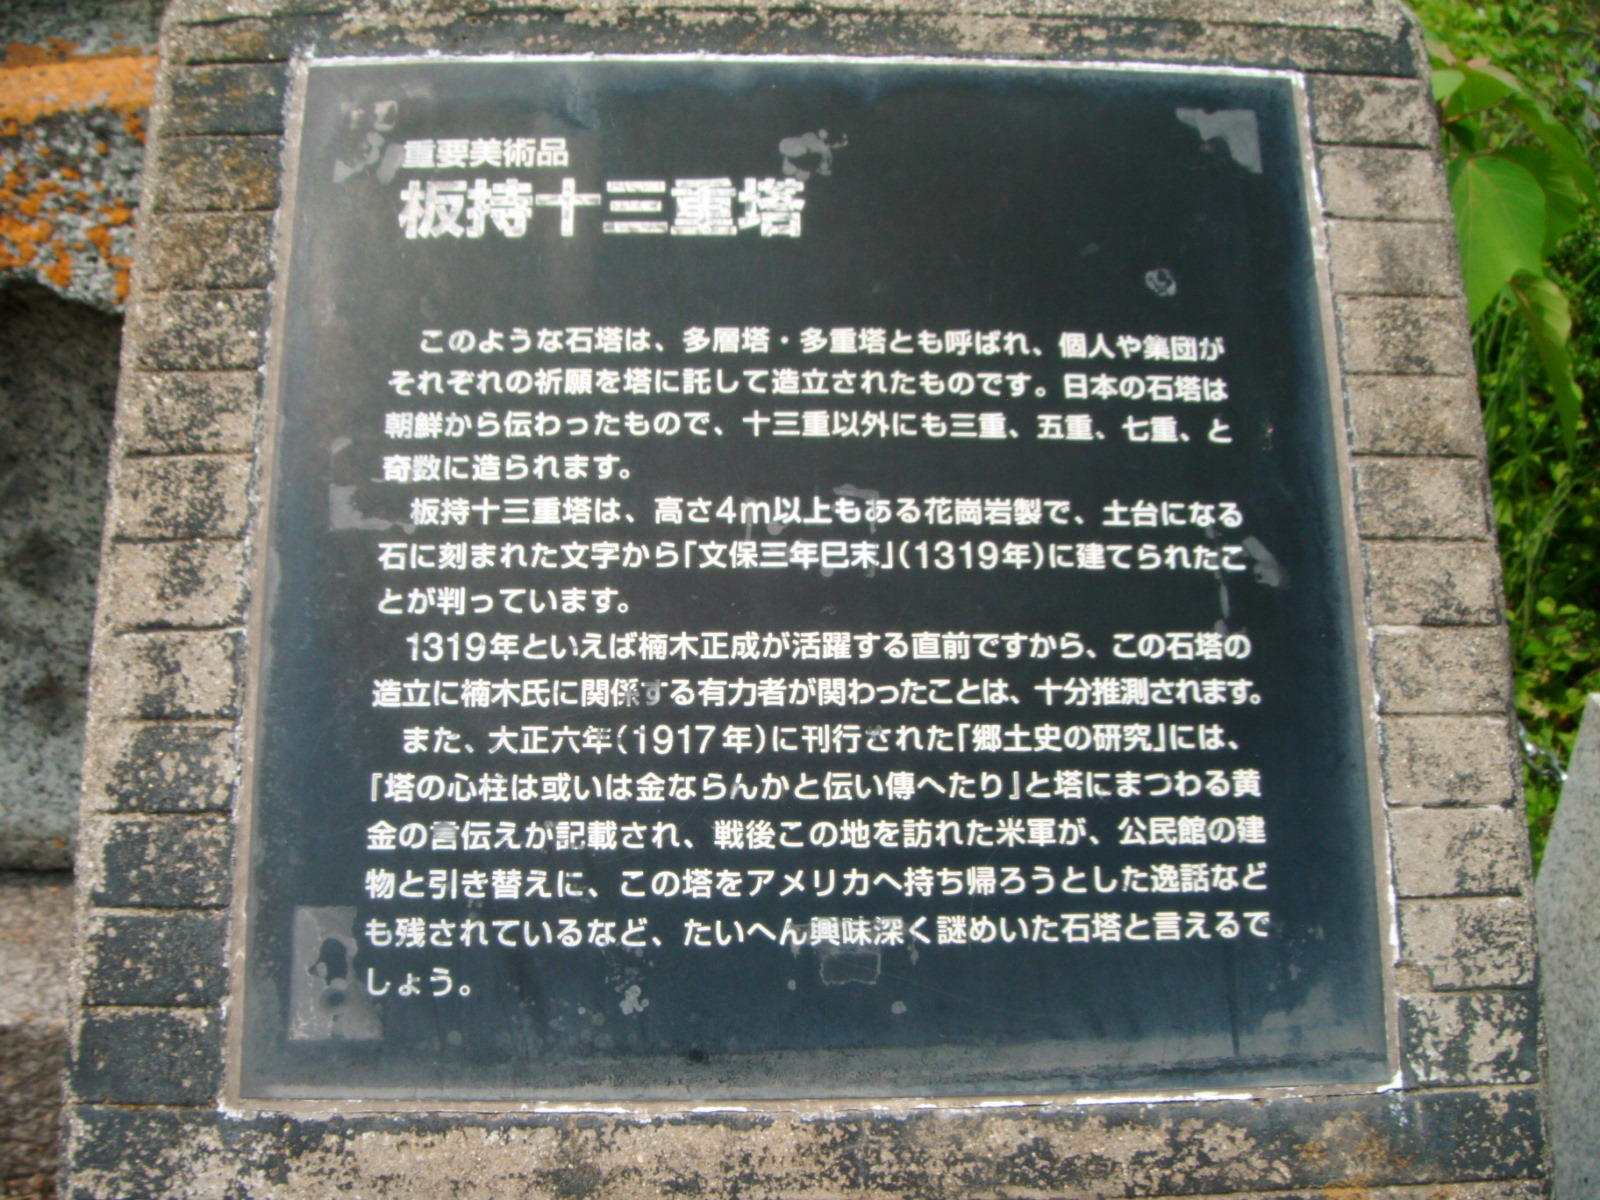 重要美術品
板持十三重塔
このような石塔は、多層塔・多重塔とも呼ばれ、個人や集団が
それぞれの祈願を塔に託して造立されたものです。日本の石塔は
朝鮮から伝わったもので、十三重以外にも三重、五重、七重、と
奇数に造られます。
板持十三重塔は、高さ4m以上もある花崗岩製で、土台になる
石に刻まれた文字から「文保三年巳末」(1319年)に建てられたこ
とが判っています。
1319年といえば楠木正成が活躍する直前ですから、この石塔の
造立に楠木氏に関係する有力者が関わったことは、十分推測されます。
また、大正六年(1917年)に刊行された「郷土史の研究」には、
『塔の心柱は或いは金ならんかと伝い傳へたり』と塔にまつわる黄
金の言伝えが記載され、戦後この地を訪れた米軍が、公民館の建
物と引き替えに、この塔をアメリカへ持ち帰ろうとした逸話など
も残されているなど、たいへん興味深く謎めいた石塔と言えるで
しょう。